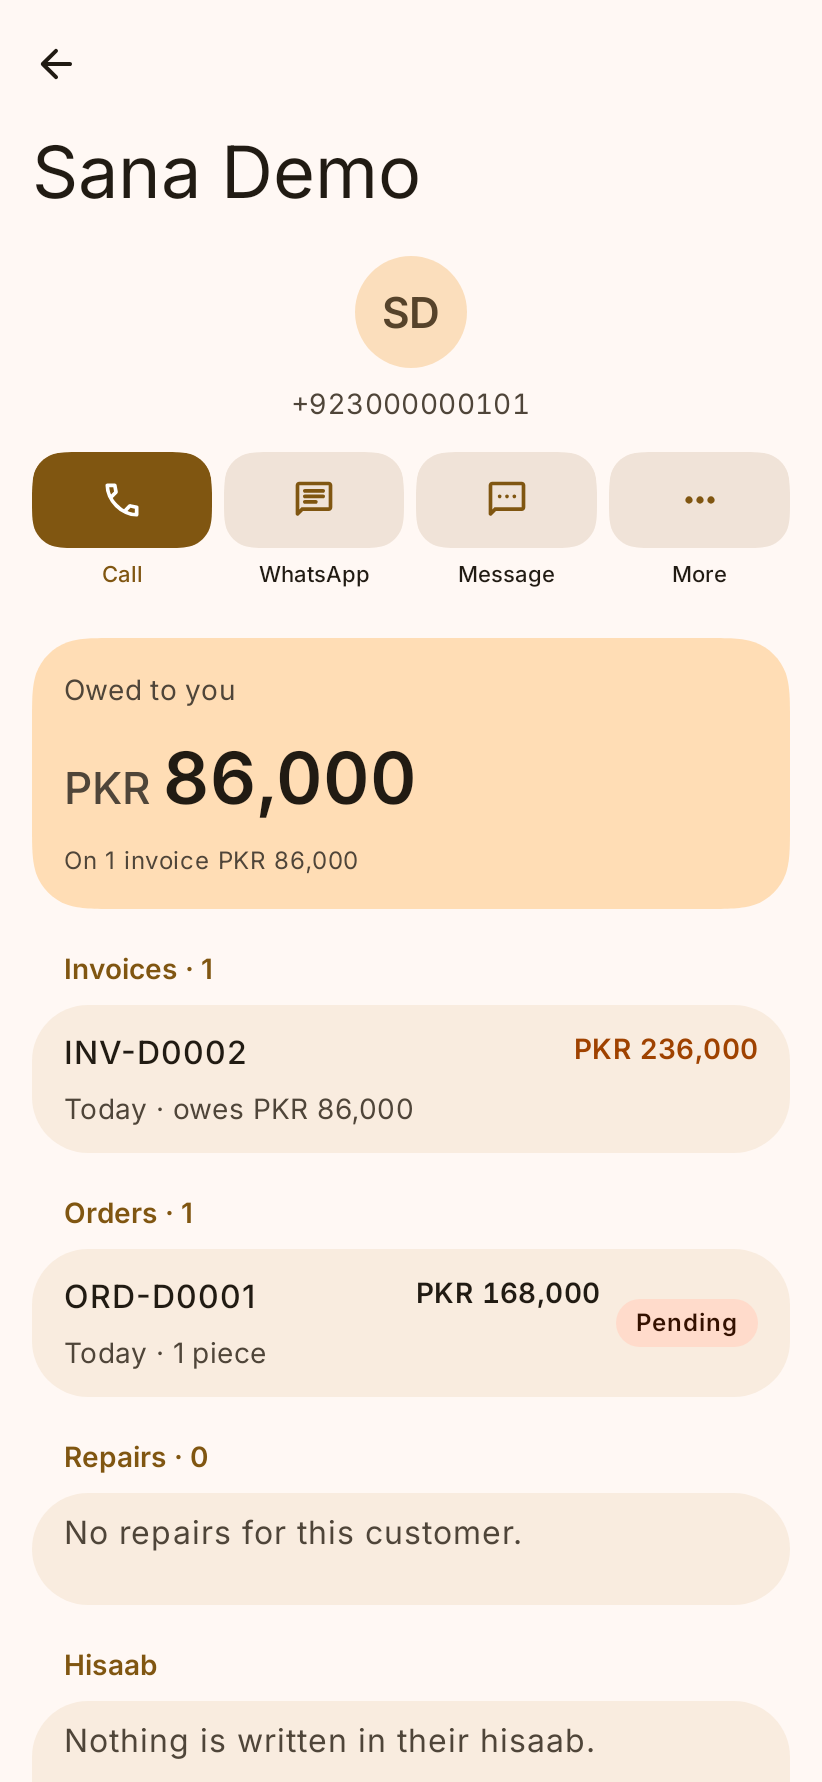 Sana Demo
SD
+923000000101
Call
WhatsApp
Message
More
Owed to you
PKR 86,000
On 1 invoice PKR 86,000
Invoices · 1
INV-D0002
PKR 236,000
Today · owes PKR 86,000
Orders · 1
ORD-D0001
PKR 168,000
Pending
Today · 1 piece
Repairs · 0
No repairs for this customer.
Hisaab
Nothing is written in their hisaab.